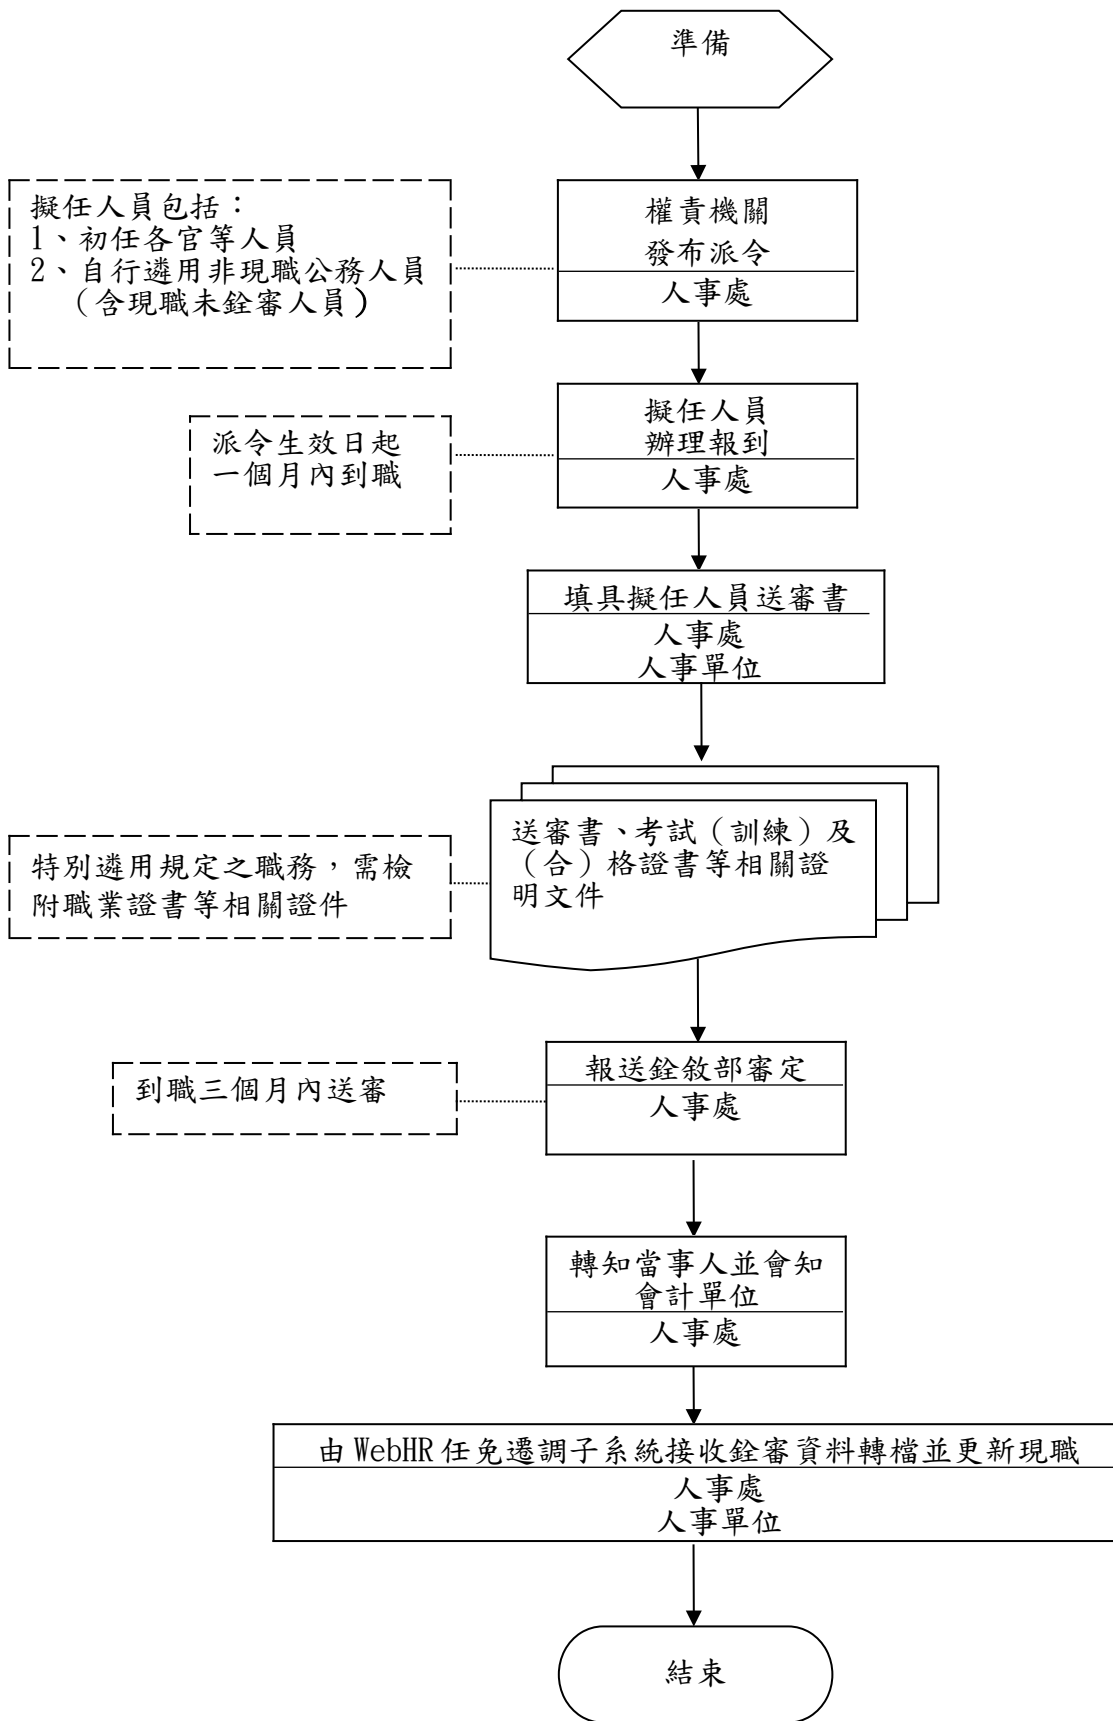 準備
擬任人員包括：
1、初任各官等人員
2、自行遴用非現職公務人員
（含現職未銓審人員）
權責機關
發布派令
人事處
派令生效日起
一個月內到職
擬任人員
辦理報到
人事處
填具擬任人員送審書
人事處
人事單位
特別遴用規定之職務，需檢
附職業證書等相關證件
送審書、考試（訓練）及
（合）格證書等相關證
明文件
到職三個月內送審
報送銓敘部審定
人事處
轉知當事人並會知
會計單位
人事處
由 WebHR 任免遷調子系統接收銓審資料轉檔並更新現職
人事處
人事單位
結束